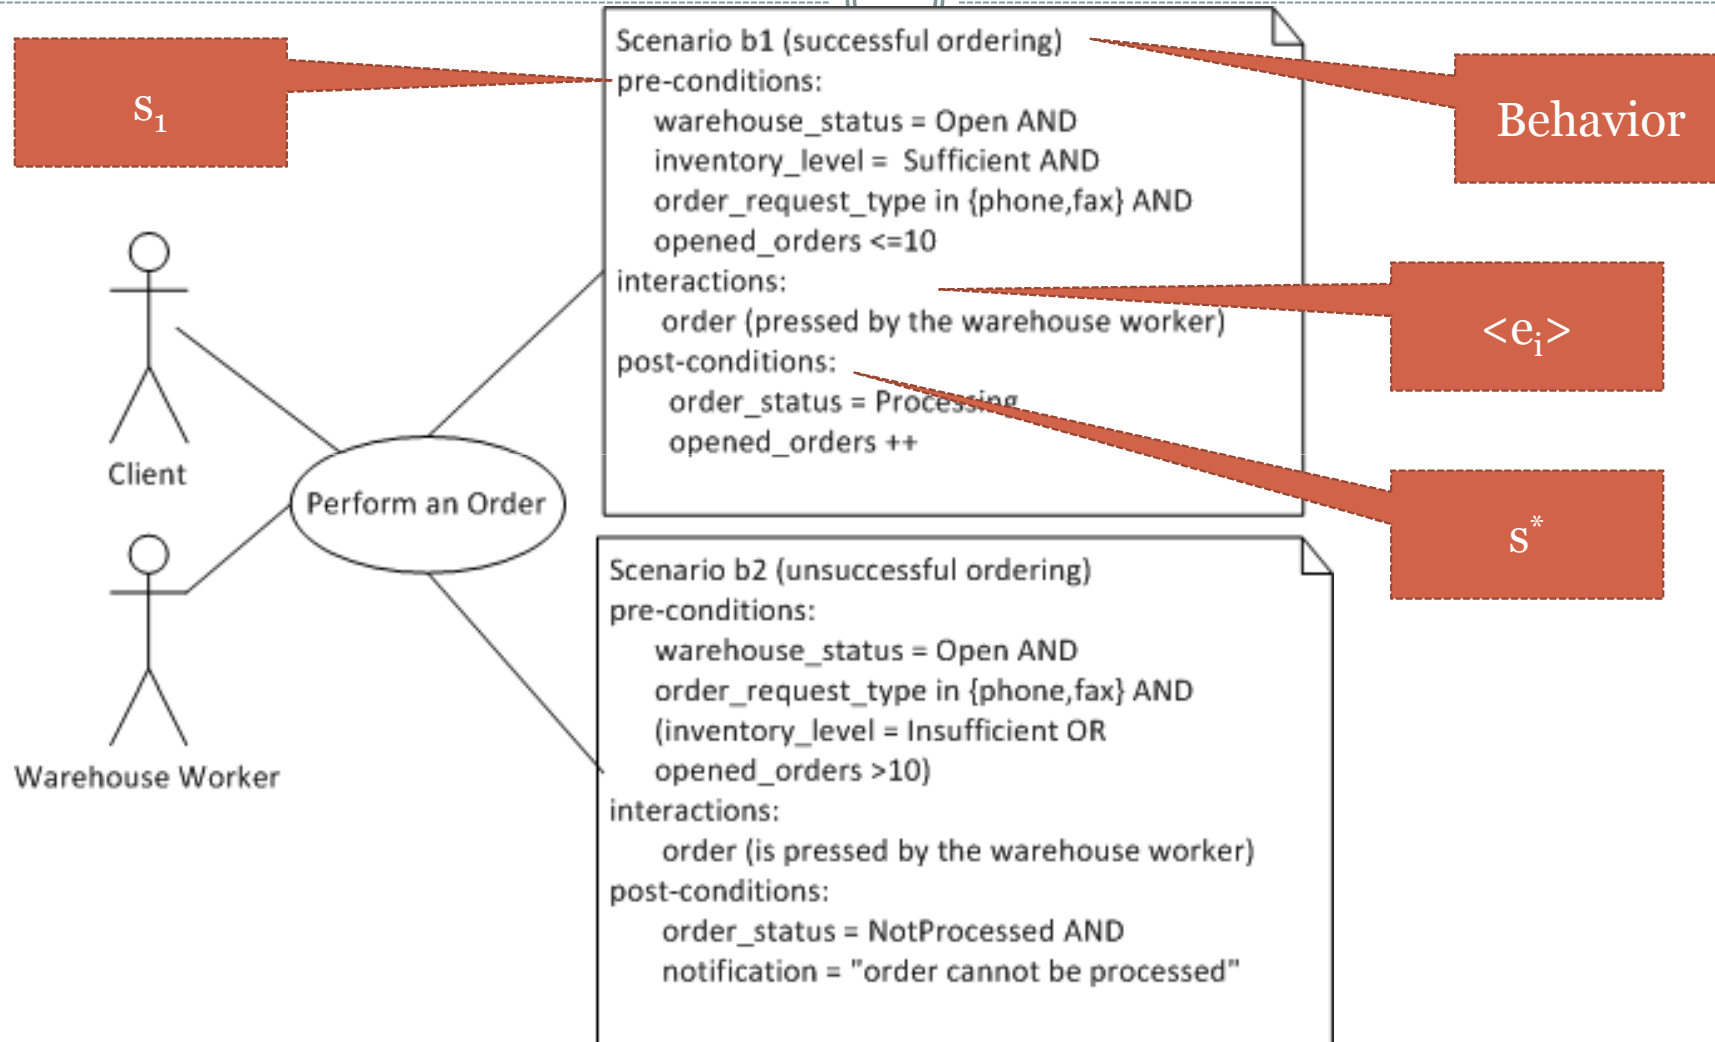 s₁
Scenario b1 (successful ordering)
pre-conditions:
warehouse_status = Open AND
inventory_level =  Sufficient AND
order_request_type in {phone,fax} AND
opened_orders <=10
interactions:
order (pressed by the warehouse worker)
post-conditions:
order_status = Processing
opened_orders ++
Behavior
<eᵢ>
s*
Client
Perform an Order
Warehouse Worker
Scenario b2 (unsuccessful ordering)
pre-conditions:
warehouse_status = Open AND
order_request_type in {phone,fax} AND
(inventory_level = Insufficient OR
opened_orders >10)
interactions:
order (is pressed by the warehouse worker)
post-conditions:
order_status = NotProcessed AND
notification = "order cannot be processed"